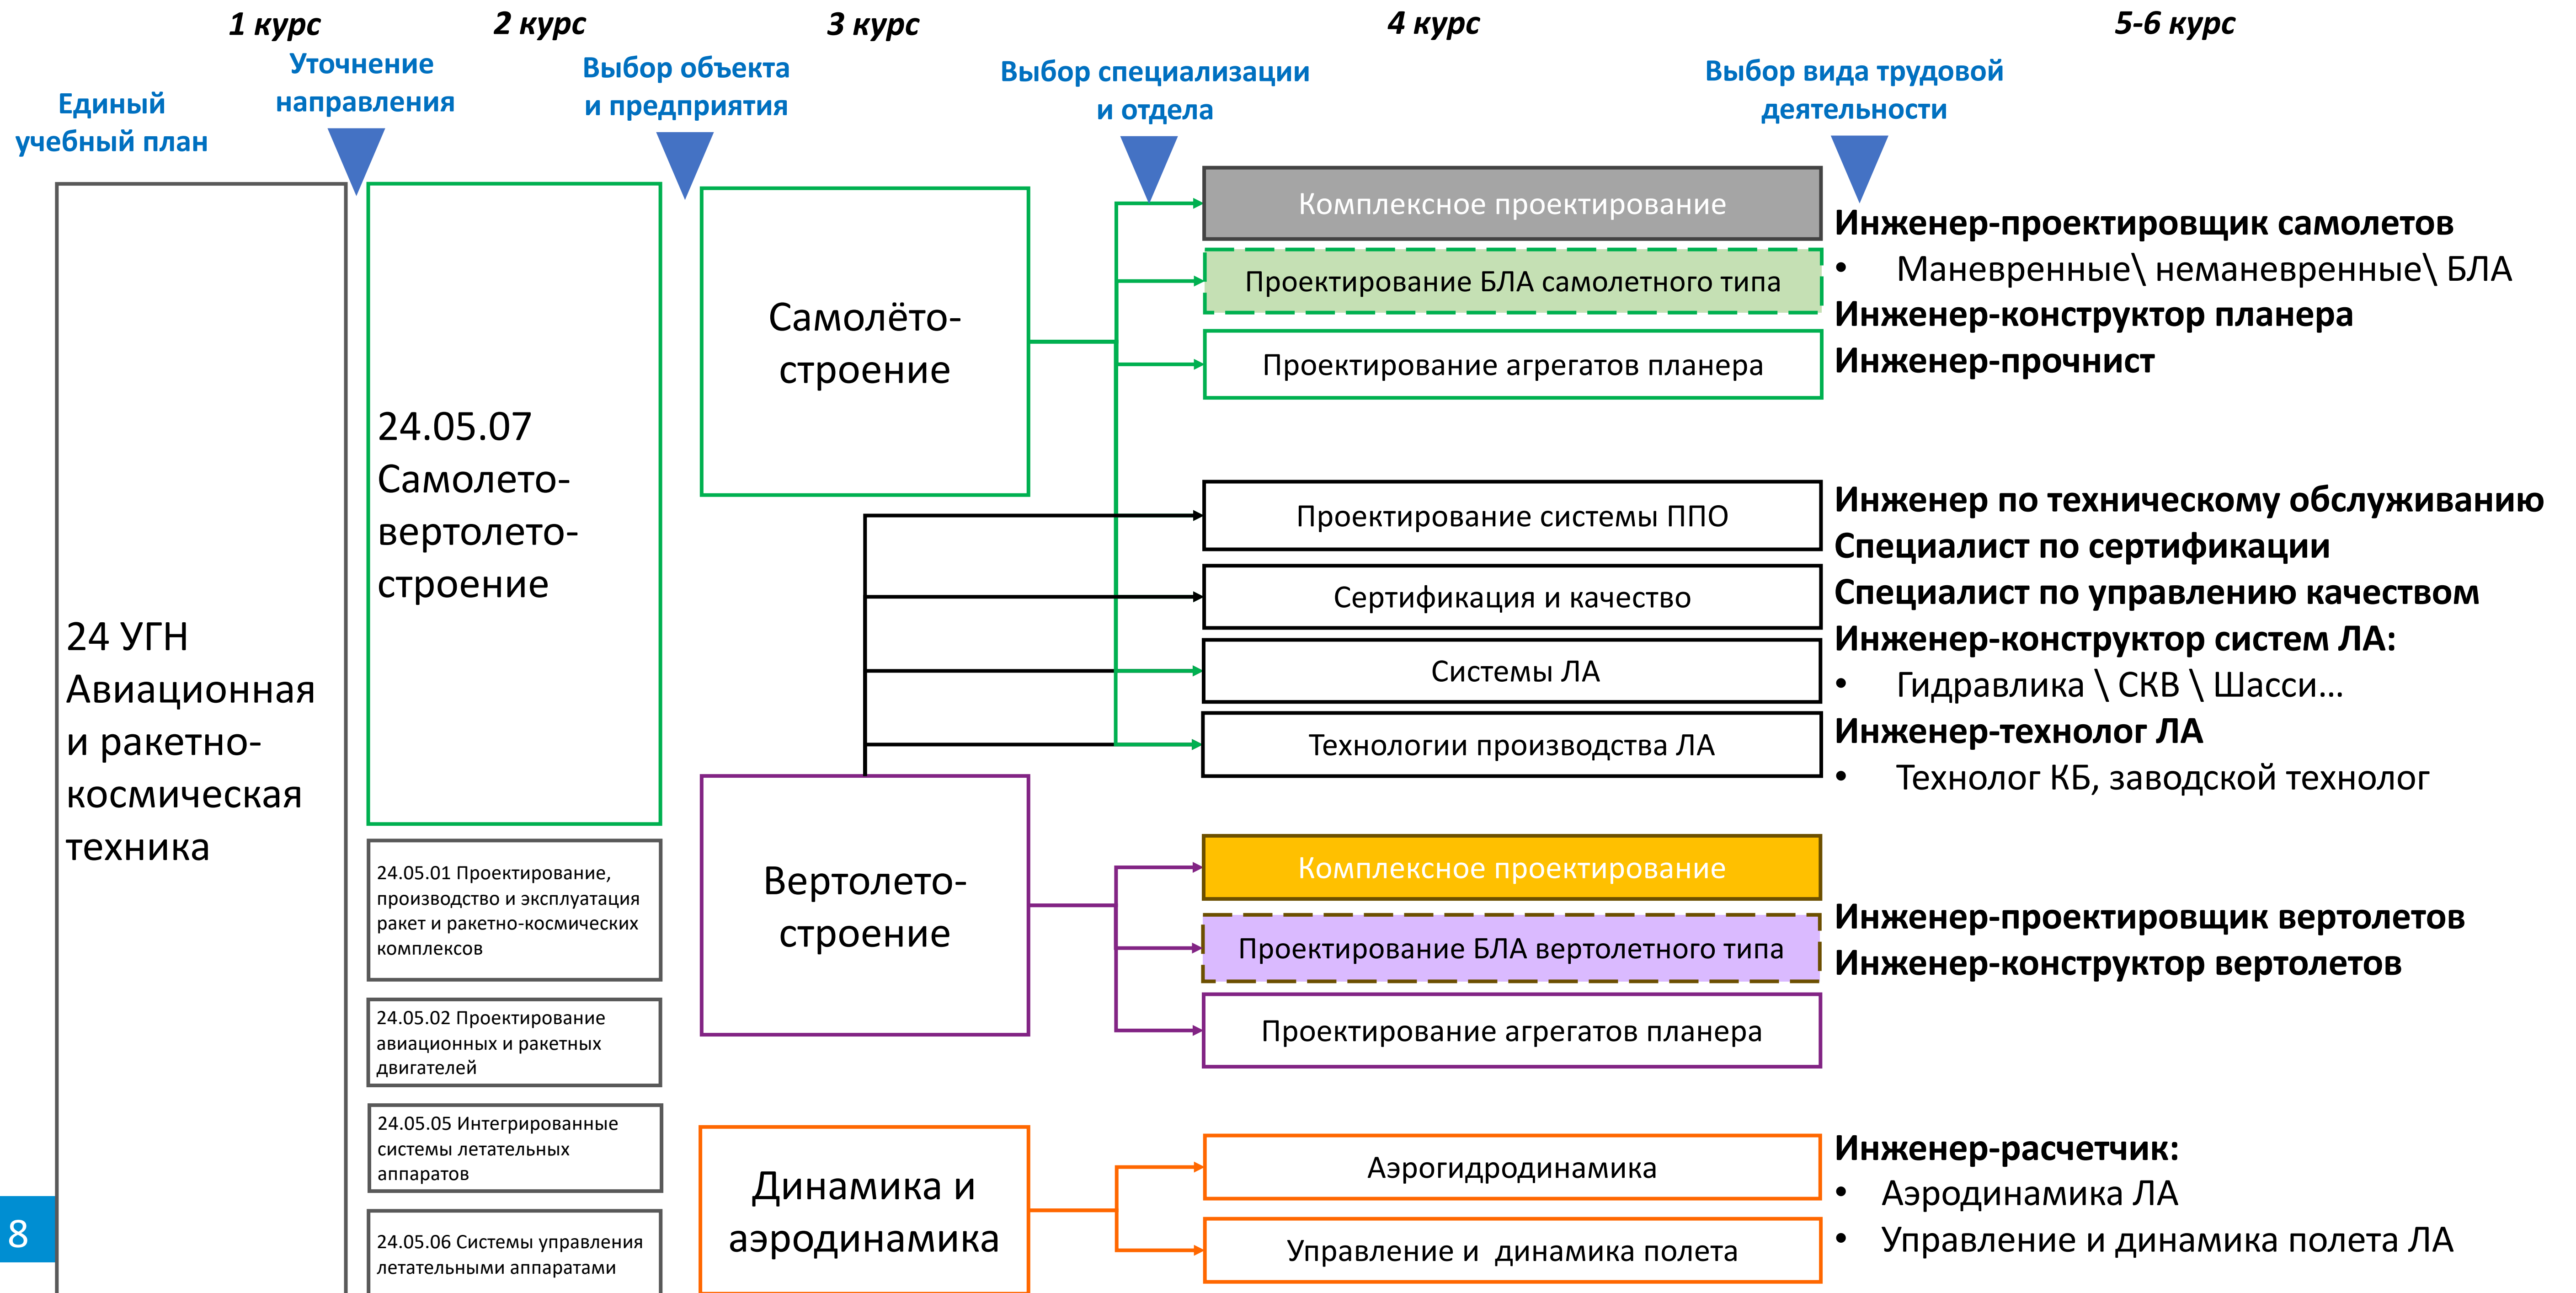 1 курс
2 курс
3 курс
4 курс
5-6 курс
Единый
учебный план
Уточнение
направления
Выбор объекта
и предприятия
Выбор специализации
и отдела
Выбор вида трудовой
деятельности
24 УГН
Авиационная
и ракетно-
космическая
техника
24.05.07
Самолето-
вертолето-
строение
24.05.01 Проектирование,
производство и эксплуатация
ракет и ракетно-космических
комплексов
24.05.02 Проектирование
авиационных и ракетных
двигателей
24.05.05 Интегрированные
системы летательных
аппаратов
24.05.06 Системы управления
летательными аппаратами
Самолёто-
строение
Вертолето-
строение
Динамика и
аэродинамика
Комплексное проектирование
Проектирование БЛА самолетного типа
Проектирование агрегатов планера
Проектирование системы ППО
Сертификация и качество
Системы ЛА
Технологии производства ЛА
Комплексное проектирование
Проектирование БЛА вертолетного типа
Проектирование агрегатов планера
Аэрогидродинамика
Управление и динамика полета
Инженер-проектировщик самолетов
• Маневренные\ неманевренные\ БЛА
Инженер-конструктор планера
Инженер-прочнист
Инженер по техническому обслуживанию
Специалист по сертификации
Специалист по управлению качеством
Инженер-конструктор систем ЛА:
• Гидравлика \ СКВ \ Шасси...
Инженер-технолог ЛА
• Технолог КБ, заводской технолог
Инженер-проектировщик вертолетов
Инженер-конструктор вертолетов
Инженер-расчетчик:
• Аэродинамика ЛА
• Управление и динамика полета ЛА
8